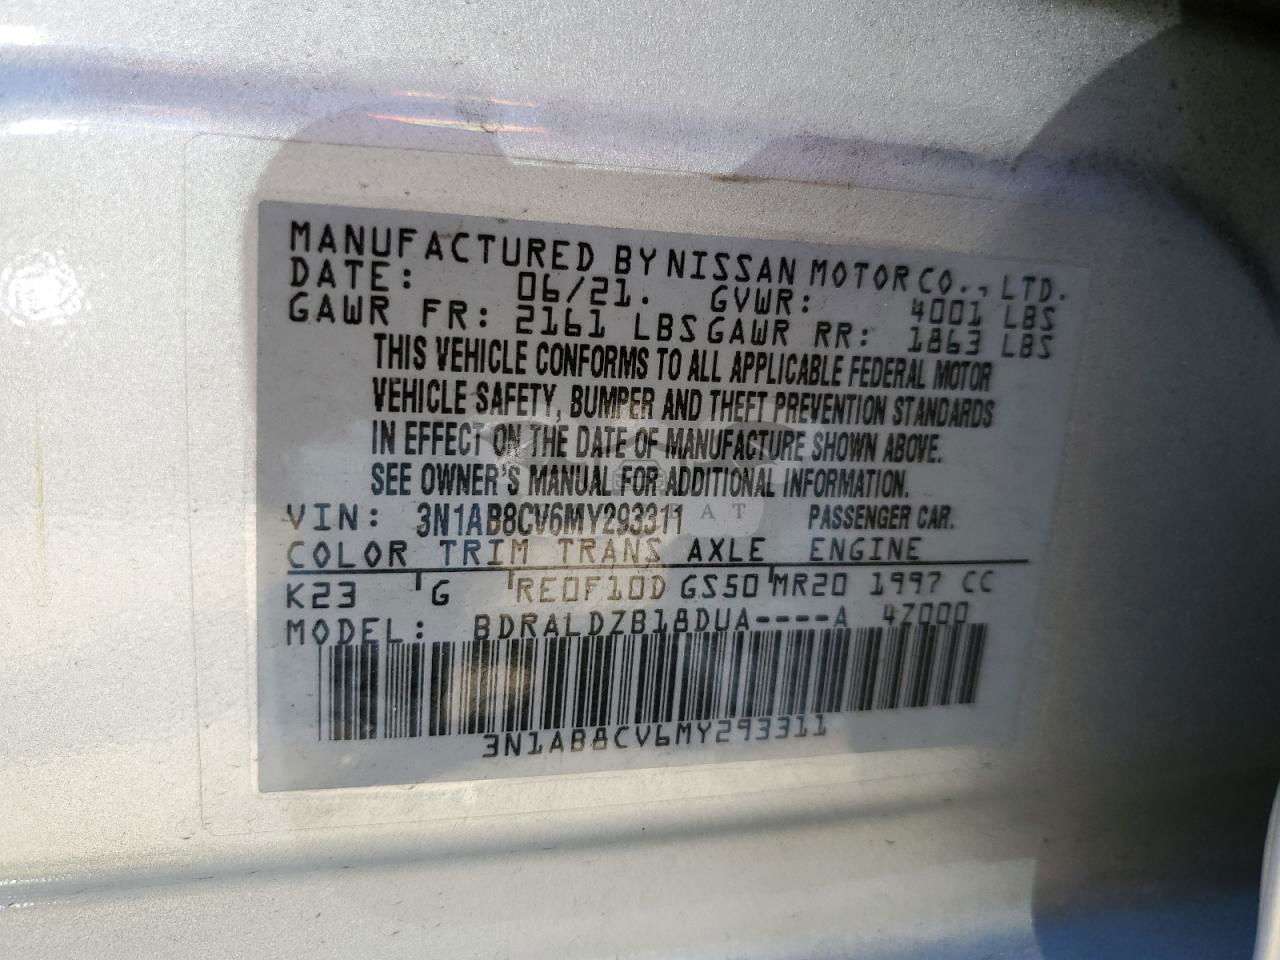 MANUFACTURED BY NISSAN MOTOR CO., LTD.
DATE: 06/21. GVWR: 4001 LBS
GAWR FR: 2161 LBS GAWR RR: 1863 LBS
THIS VEHICLE CONFORMS TO ALL APPLICABLE FEDERAL MOTOR
VEHICLE SAFETY, BUMPER AND THEFT PREVENTION STANDARDS
IN EFFECT ON THE DATE OF MANUFACTURE SHOWN ABOVE.
SEE OWNER'S MANUAL FOR ADDITIONAL INFORMATION.
VIN: 3N1AB8CV6MY293311 PASSENGER CAR.
COLOR TRIM TRANS AXLE ENGINE
K23 G RE0F10D GS50 MR20 1997 CC
MODEL: BDRALDZB18DUA----A 4Z000
3N1AB8CV6MY293311